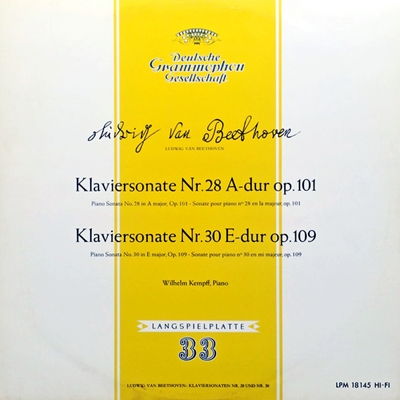 Deutsche
Grammophon
Gesellschaft
Ludwig Van Beethoven
LUDWIG VAN BEETHOVEN
Klaviersonate Nr. 28 A-dur op. 101
Piano Sonata No. 28 in A major, Op. 101 · Sonate pour piano n° 28 en la majeur, op. 101
Klaviersonate Nr. 30 E-dur op. 109
Piano Sonata No. 30 in E major, Op. 109 · Sonate pour piano n° 30 en mi majeur, op. 109
Wilhelm Kempff, Piano
LANGSPIELPLATTE
33
LUDWIG VAN BEETHOVEN: KLAVIERSONATEN NR. 28 UND NR. 30
LPM 18145 HI-FI